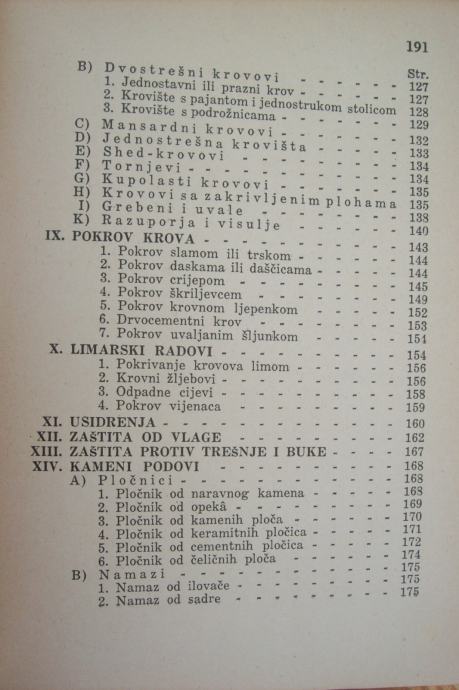 191
Str.
B) Dvostrešni krovovi - - - - - 127
1. Jednostavni ili prazni krov - - - - 127
2. Krovište s pajantom i jednostrukom stolicom 128
3. Krovište s podrožnicama - - - - - 129
C) Mansardni krovovi - - - - - 132
D) Jednostrešna krovišta - - - - 133
E) Shed-krovovi - - - - - - 134
F) Tornjevi - - - - - - - 134
G) Kupolasti krovovi - - - - - 135
H) Krovovi sa zakrivljenim plohama 135
I) Grebeni i uvale - - - - - - 138
K) Razuporja i visulje - - - - - 140
IX. POKROV KROVA - - - - - - - 143
1. Pokrov slamom ili trskom - - - - - 144
2. Pokrov daskama ili daščicama - - - - 144
3. Pokrov crijepom - - - - - - - 145
4. Pokrov škriljevcem - - - - - - 149
5. Pokrov krovnom ljepenkom - - - - - 152
6. Drvocementni krov - - - - - - 153
7. Pokrov uvaljanim šljunkom - - - - - 154
X. LIMARSKI RADOVI - - - - - - - 154
1. Pokrivanje krovova limom - - - - - 156
2. Krovni žljebovi - - - - - - - 156
3. Odpadne cijevi - - - - - - - 158
4. Pokrov vijenaca - - - - - - - 159
XI. USIDRENJA - - - - - - - - 160
XII. ZAŠTITA OD VLAGE - - - - - - 162
XIII. ZAŠTITA PROTIV TREŠNJE I BUKE - - - 167
XIV. KAMENI PODOVI - - - - - - - 168
A) Pločnici - - - - - - - - 168
1. Pločnik od naravnog kamena - - - - 168
2. Pločnik od opekâ - - - - - - - 169
3. Pločnik od kamenih ploča - - - - - 170
4. Pločnik od keramitnih pločica - - - - 171
5. Pločnik od cementnih pločica - - - - 172
6. Pločnik od čeličnih ploča - - - - - 174
B) Namazi - - - - - - - - 175
1. Namaz od ilovače - - - - - - - 175
2. Namaz od sadre - - - - - - - 175